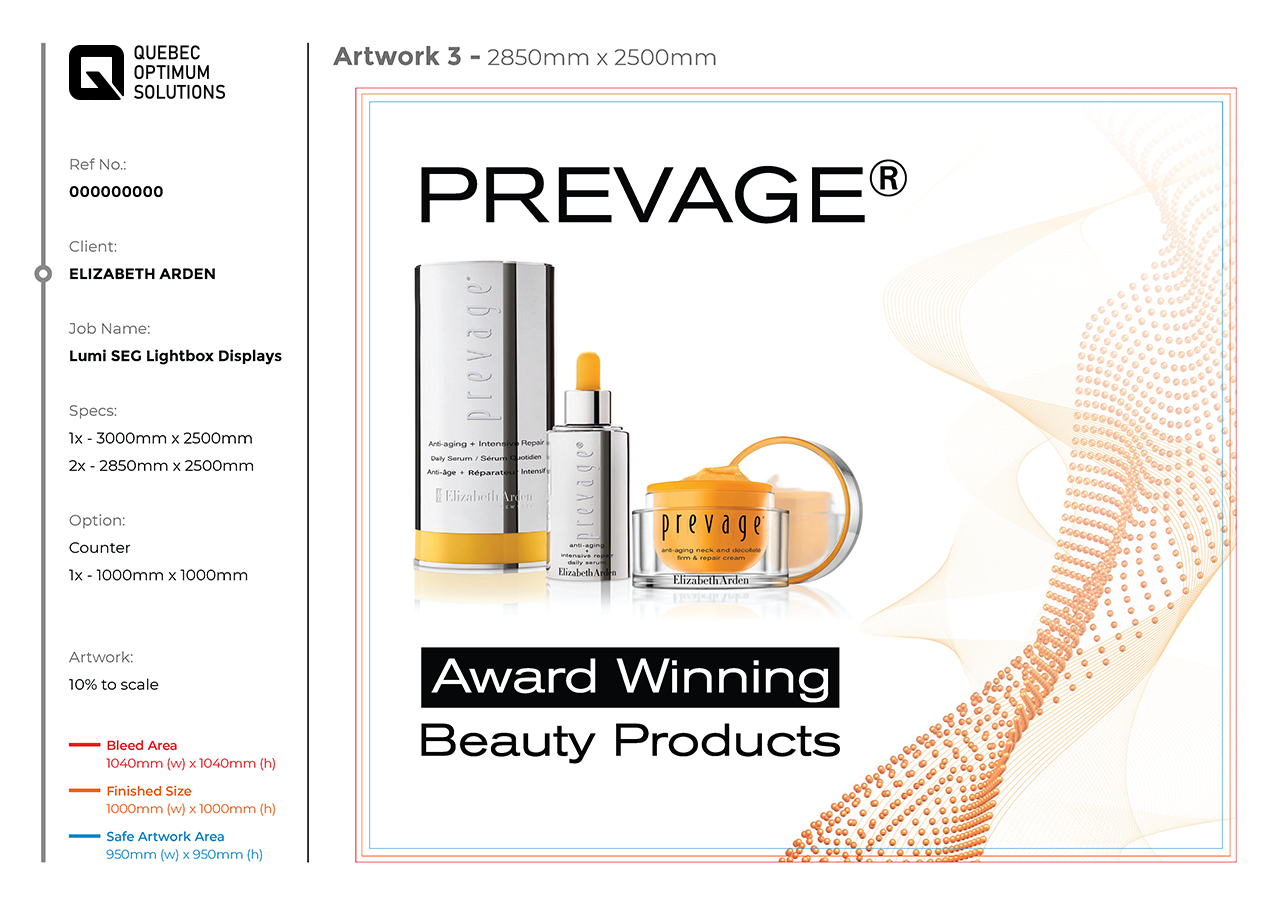 QUEBEC
OPTIMUM
SOLUTIONS
Ref No.:
000000000
Client:
ELIZABETH ARDEN
Job Name:
Lumi SEG Lightbox Displays
Specs:
1x - 3000mm x 2500mm
2x - 2850mm x 2500mm
Option:
Counter
1x - 1000mm x 1000mm
Artwork:
10% to scale
Bleed Area
1040mm (w) x 1040mm (h)
Finished Size
1000mm (w) x 1000mm (h)
Safe Artwork Area
950mm (w) x 950mm (h)
Artwork 3 - 2850mm x 2500mm
PREVAGE®
prevage
Anti-aging + Intensive Repair
Daily Serum / Sérum Quotidien
Anti-âge + Réparateur Intensif
Elizabeth Arden
prevage®
anti-aging
+
intensive repair
daily serum
Elizabeth Arden
prevage
anti-aging neck and décolleté
firm & repair cream
Elizabeth Arden
Award Winning
Beauty Products